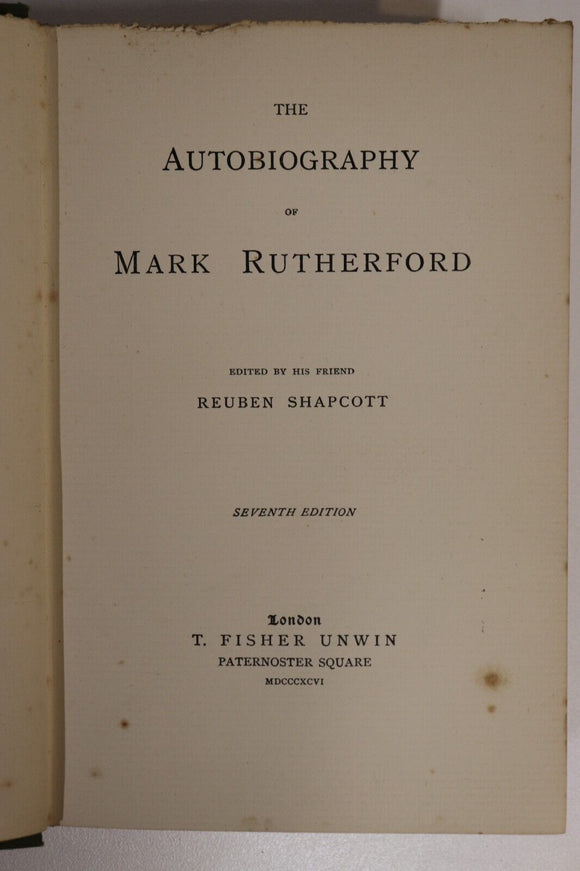 THE
AUTOBIOGRAPHY
OF
MARK RUTHERFORD
EDITED BY HIS FRIEND
REUBEN SHAPCOTT
SEVENTH EDITION
London
T. FISHER UNWIN
PATERNOSTER SQUARE
MDCCCXCVI